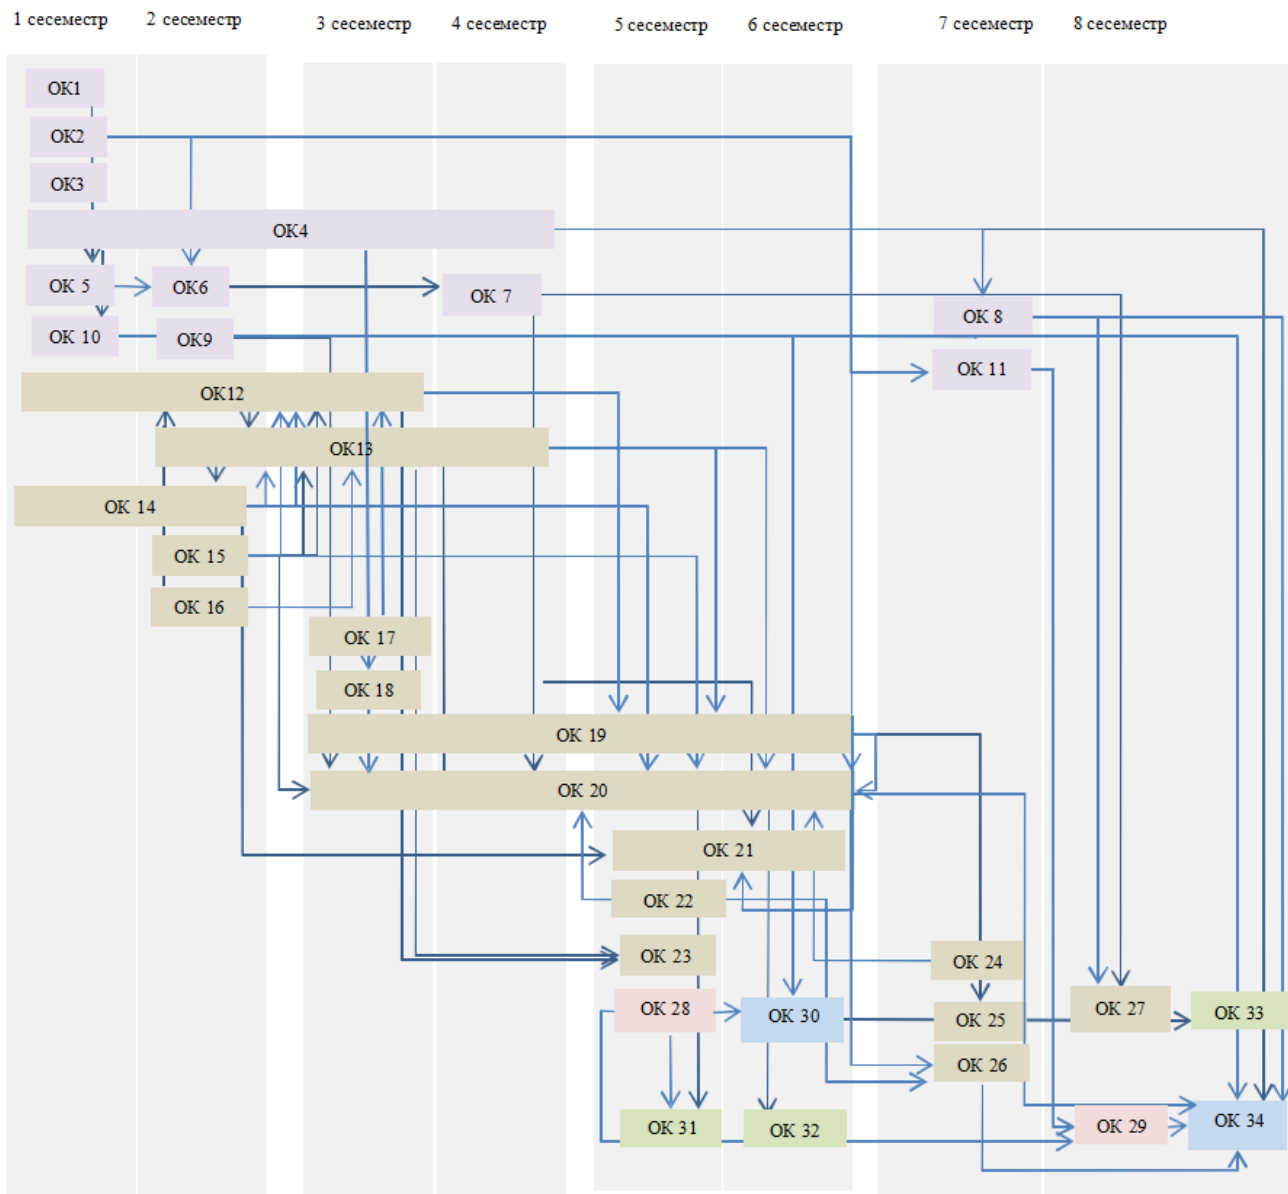 1 сесеместр 2 сесеместр 3 сесеместр 4 сесеместр 5 сесеместр 6 сесеместр 7 сесеместр 8 сесеместр
ОК1
ОК2
ОК3
ОК4
ОК 5 ОК6 ОК 7
ОК 8
ОК 10 ОК9
ОК 11
ОК12
ОК13
ОК 14
ОК 15
ОК 16
ОК 17
ОК 18
ОК 19
ОК 20
ОК 21
ОК 22
ОК 23 ОК 24
ОК 28 ОК 30 ОК 25 ОК 27 ОК 33
ОК 26
ОК 31 ОК 32 ОК 29 ОК 34